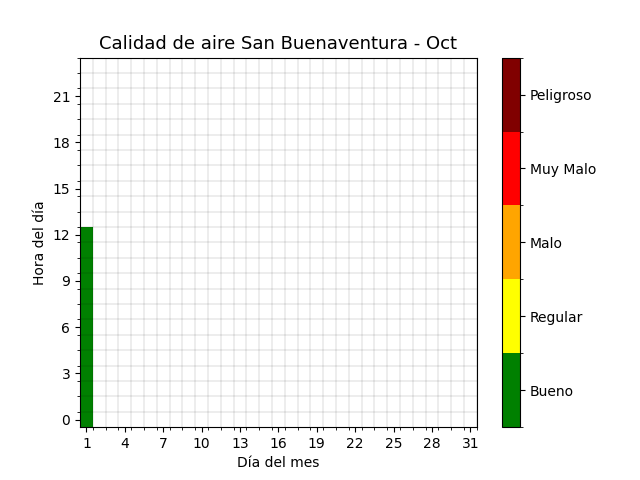 Calidad de aire San Buenaventura - Oct
Hora del día
21
18
15
12
9
6
3
0
1 4 7 10 13 16 19 22 25 28 31
Día del mes
Peligroso
Muy Malo
Malo
Regular
Bueno